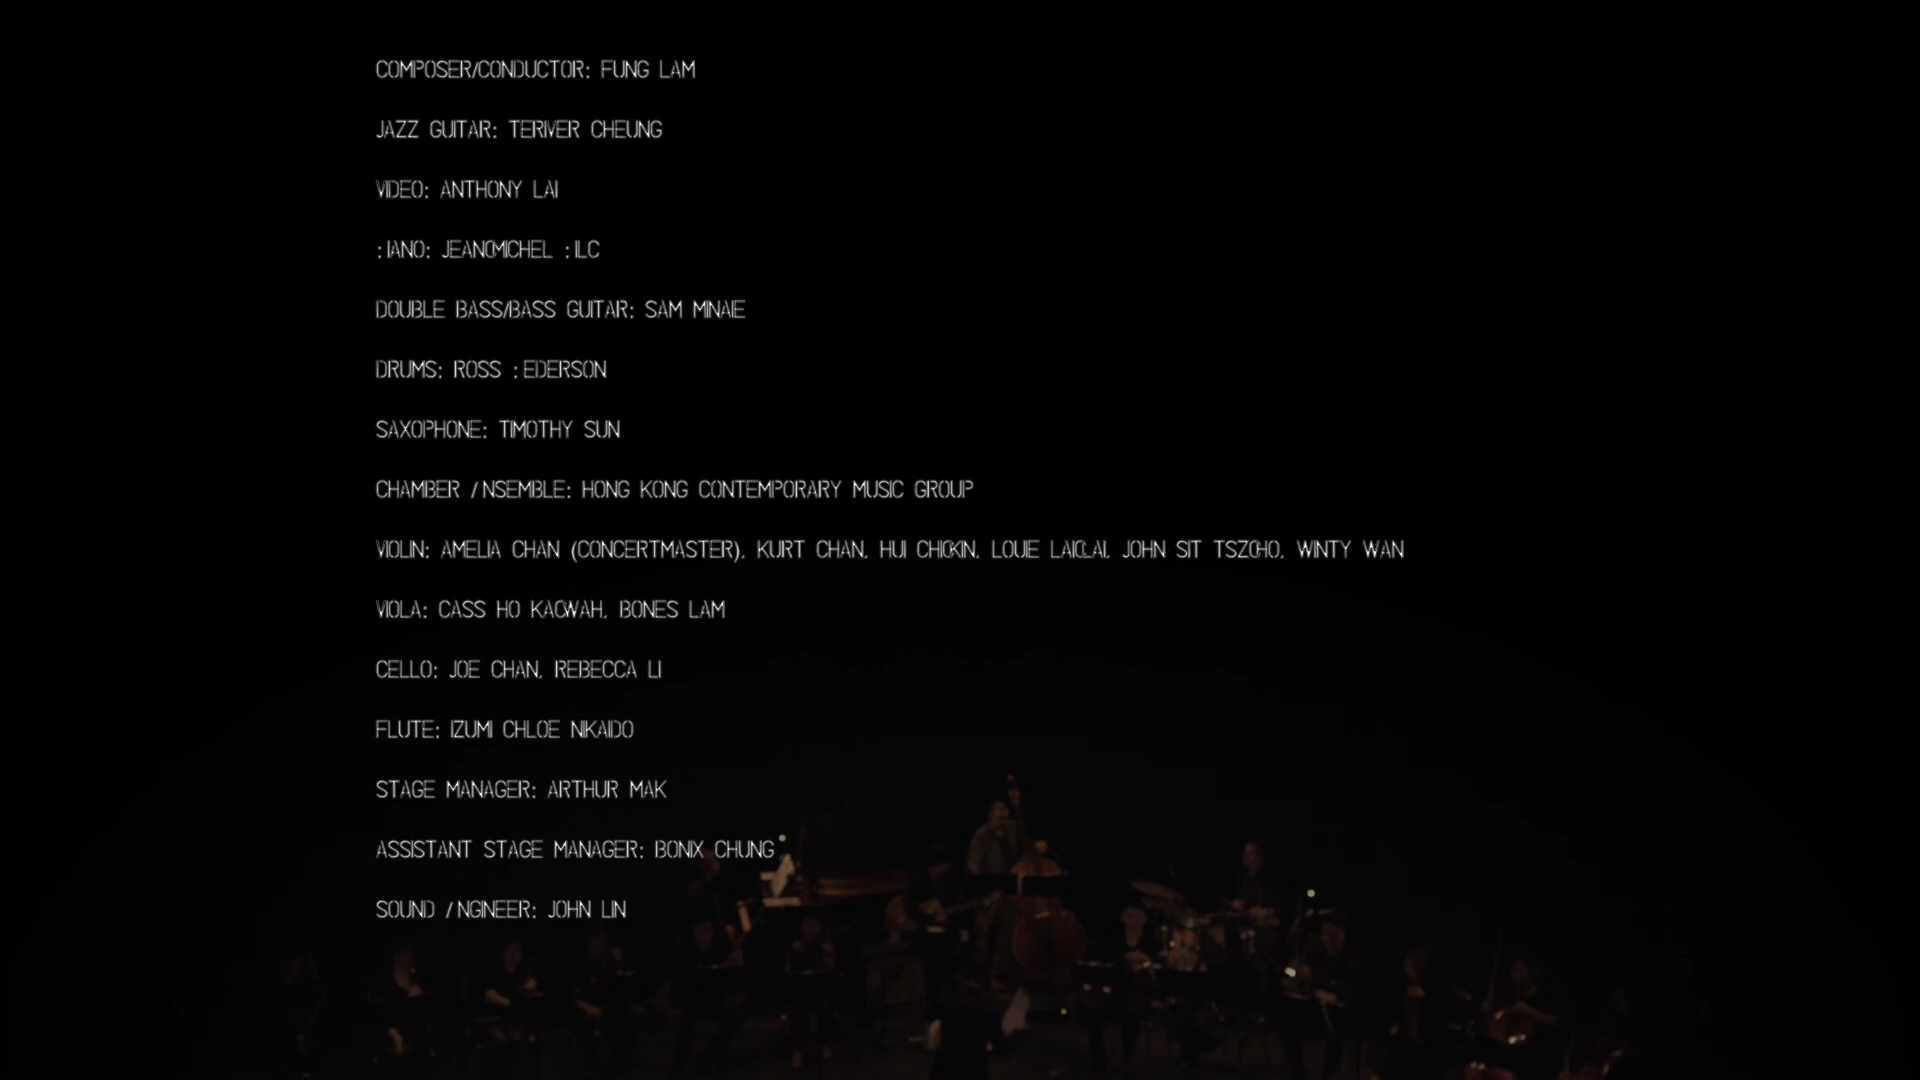 COMPOSER/CONDUCTOR: FUNG LAM
JAZZ GUITAR: TERIVER CHEUNG
VIDEO: ANTHONY LAI
:IANO: JEANCMICHEL :ILC
DOUBLE BASS/BASS GUITAR: SAM MINAIE
DRUMS: ROSS :EDERSON
SAXOPHONE: TIMOTHY SUN
CHAMBER /NSEMBLE: HONG KONG CONTEMPORARY MUSIC GROUP
VIOLIN: AMELIA CHAN (CONCERTMASTER), KURT CHAN, HUI CHICKIN, LOUIE LAICLAI, JOHN SIT TSZCHO, WINTY WAN
VIOLA: CASS HO KACWAH, BONES LAM
CELLO: JOE CHAN, REBECCA LI
FLUTE: IZUMI CHLOE NIKAIDO
STAGE MANAGER: ARTHUR MAK
ASSISTANT STAGE MANAGER: BONIX CHUNG
SOUND /NGINEER: JOHN LIN